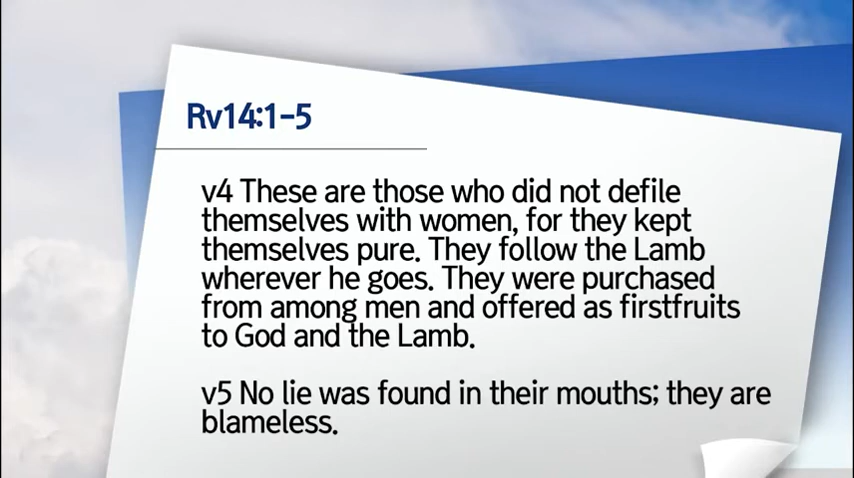 Rv14:1-5
v4 These are those who did not defile
themselves with women, for they kept
themselves pure. They follow the Lamb
wherever he goes. They were purchased
from among men and offered as firstfruits
to God and the Lamb.
v5 No lie was found in their mouths; they are
blameless.